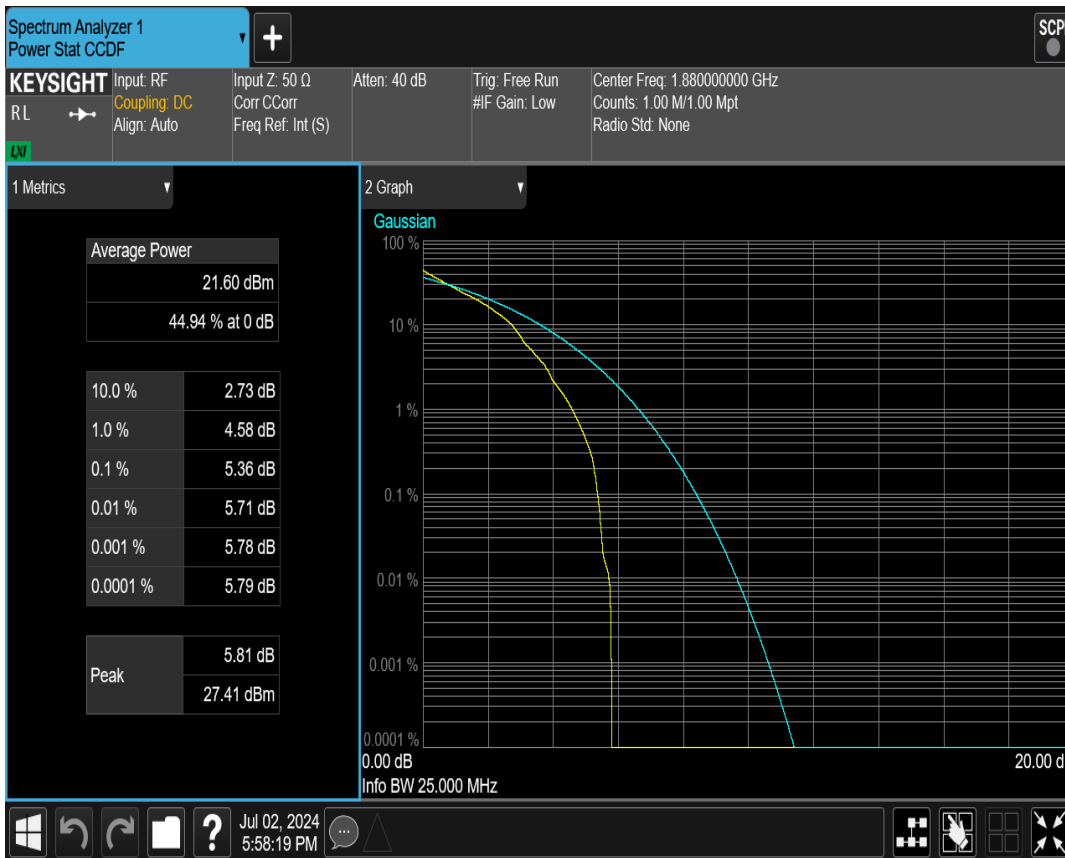 Spectrum Analyzer 1
Power Stat CCDF
SCP
KEYSIGHT
RL
LXI
Input: RF
Coupling: DC
Align: Auto
Input Z: 50 Ω
Corr CCorr
Freq Ref: Int (S)
Atten: 40 dB
Trig: Free Run
#IF Gain: Low
Center Freq: 1.880000000 GHz
Counts: 1.00 M/1.00 Mpt
Radio Std: None
1 Metrics
Average Power
21.60 dBm
44.94 % at 0 dB
10.0 % 2.73 dB
1.0 % 4.58 dB
0.1 % 5.36 dB
0.01 % 5.71 dB
0.001 % 5.78 dB
0.0001 % 5.79 dB
Peak
5.81 dB
27.41 dBm
2 Graph
Gaussian
100 %
10 %
1 %
0.1 %
0.01 %
0.001 %
0.0001 %
0.00 dB
20.00 d
Info BW 25.000 MHz
Jul 02, 2024
5:58:19 PM